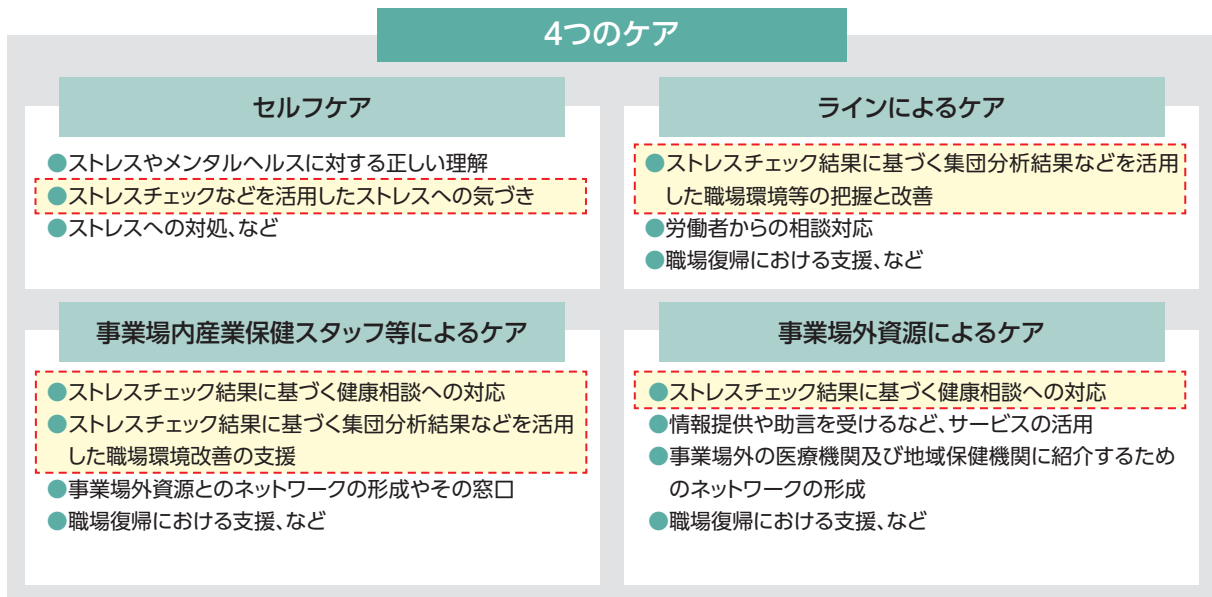 4つのケア
セルフケア
●ストレスやメンタルヘルスに対する正しい理解
●ストレスチェックなどを活用したストレスへの気づき
●ストレスへの対処、など
ラインによるケア
●ストレスチェック結果に基づく集団分析結果などを活用
した職場環境等の把握と改善
●労働者からの相談対応
●職場復帰における支援、など
事業場内産業保健スタッフ等によるケア
●ストレスチェック結果に基づく健康相談への対応
●ストレスチェック結果に基づく集団分析結果などを活用
した職場環境改善の支援
●事業場外資源とのネットワークの形成やその窓口
●職場復帰における支援、など
事業場外資源によるケア
●ストレスチェック結果に基づく健康相談への対応
●情報提供や助言を受けるなど、サービスの活用
●事業場外の医療機関及び地域保健機関に紹介するため
のネットワークの形成
●職場復帰における支援、など